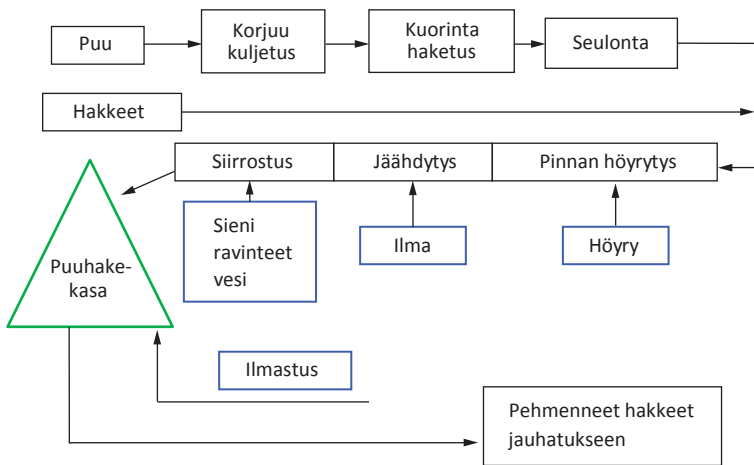 Puu
Korjuu
kuljetus
Kuorinta
haketus
Seulonta
Hakkeet
Siirrostus
Jäähdytys
Pinnan höyrytys
Sieni
ravinteet
vesi
Ilma
Höyry
Puuhake-
kasa
Ilmastus
Pehmenneet hakkeet
jauhatukseen